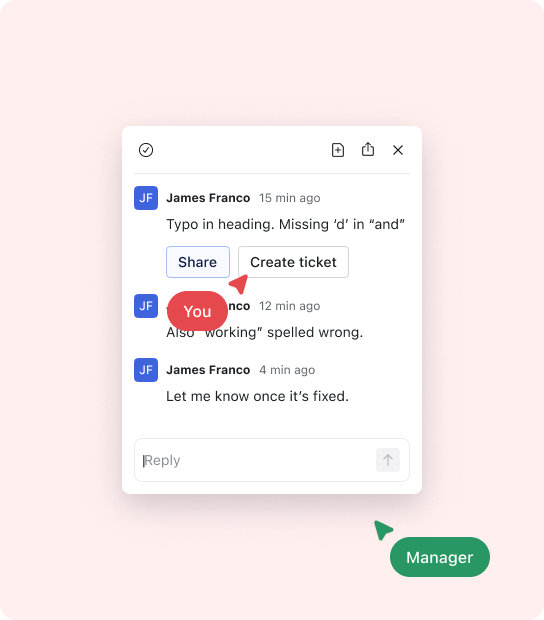 JF James Franco 15 min ago
Typo in heading. Missing ‘d’ in “and”
Share Create ticket
JF nco 12 min ago
You
Also “working” spelled wrong.
JF James Franco 4 min ago
Let me know once it’s fixed.
Reply
Manager